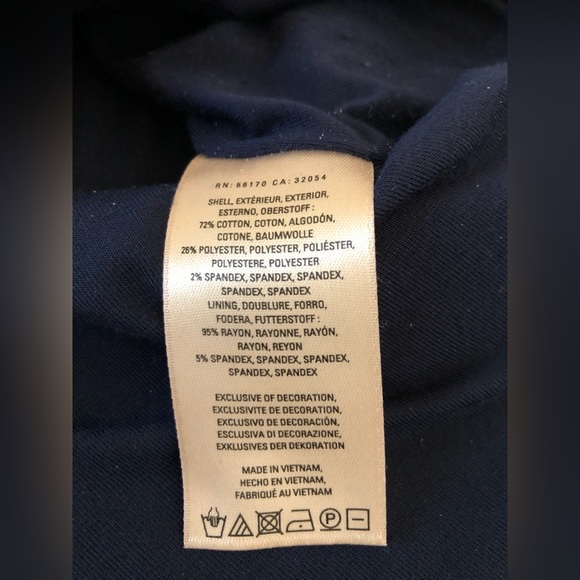 RN: 56170 CA: 32054
SHELL, EXTÉRIEUR, EXTERIOR,
ESTERNO, OBERSTOFF:
72% COTTON, COTON, ALGODÓN,
COTONE, BAUMWOLLE
26% POLYESTER, POLYESTER, POLIÉSTER,
POLYESTERE, POLYESTER
2% SPANDEX, SPANDEX, SPANDEX,
SPANDEX, SPANDEX
LINING, DOUBLURE, FORRO,
FODERA, FUTTERSTOFF:
95% RAYON, RAYONNE, RAYÓN,
RAYON, REYON
5% SPANDEX, SPANDEX, SPANDEX,
SPANDEX, SPANDEX
EXCLUSIVE OF DECORATION,
EXCLUSIVITE DE DECORATION,
EXCLUSIVO DE DECORACIÓN,
ESCLUSIVA DI DECORAZIONE,
EXKLUSIVES DER DEKORATION
MADE IN VIETNAM,
HECHO EN VIETNAM,
FABRIQUÉ AU VIETNAM
P